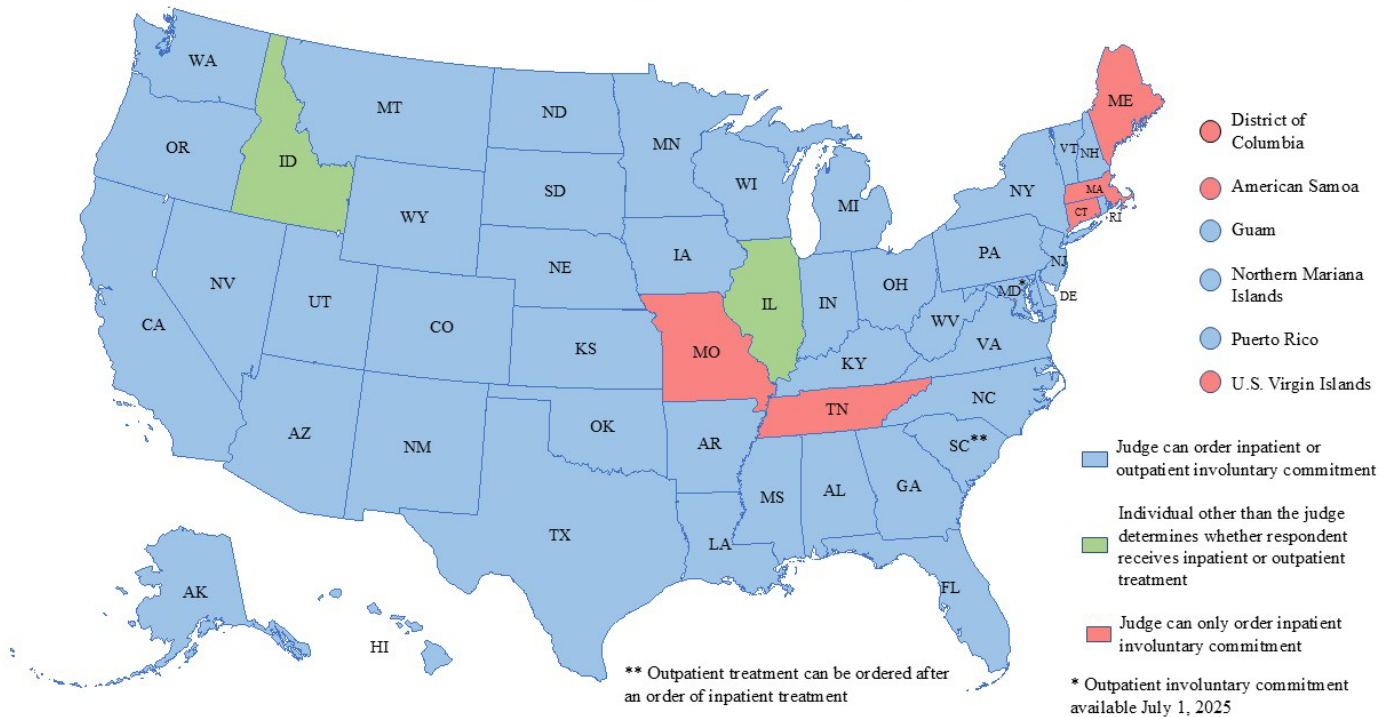 WA
MT
ND
MN
ME
OR
ID
SD
WI
MI
VT
NH
NY
MA
CT
RI
WY
IA
NE
PA
NJ
NV
UT
CO
IL
IN
OH
MD*
DE
WV
VA
CA
KS
MO
KY
NC
TN
AZ
NM
OK
AR
SC**
MS
AL
GA
TX
LA
FL
AK
HI
District of
Columbia
American Samoa
Guam
Northern Mariana
Islands
Puerto Rico
U.S. Virgin Islands
Judge can order inpatient or
outpatient involuntary commitment
Individual other than the judge
determines whether respondent
receives inpatient or outpatient
treatment
Judge can only order inpatient
involuntary commitment
** Outpatient treatment can be ordered after
an order of inpatient treatment
* Outpatient involuntary commitment
available July 1, 2025